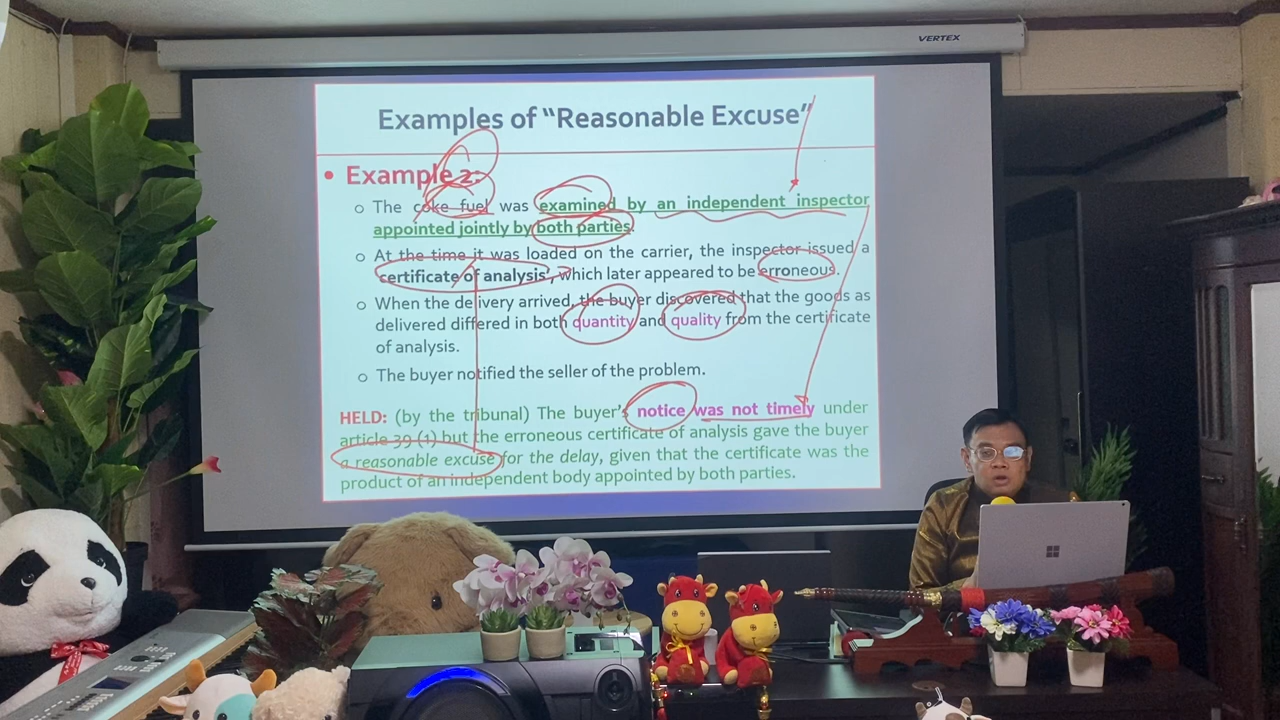 VERTEX
Examples of “Reasonable Excuse”
• Example 2:
o The coke fuel was examined by an independent inspector
appointed jointly by both parties.
o At the time it was loaded on the carrier, the inspector issued a
certificate of analysis, which later appeared to be erroneous.
o When the delivery arrived, the buyer discovered that the goods as
delivered differed in both quantity and quality from the certificate
of analysis.
o The buyer notified the seller of the problem.
HELD: (by the tribunal) The buyer’s notice was not timely under
article 39 (1) but the erroneous certificate of analysis gave the buyer
a reasonable excuse for the delay, given that the certificate was the
product of an independent body appointed by both parties.